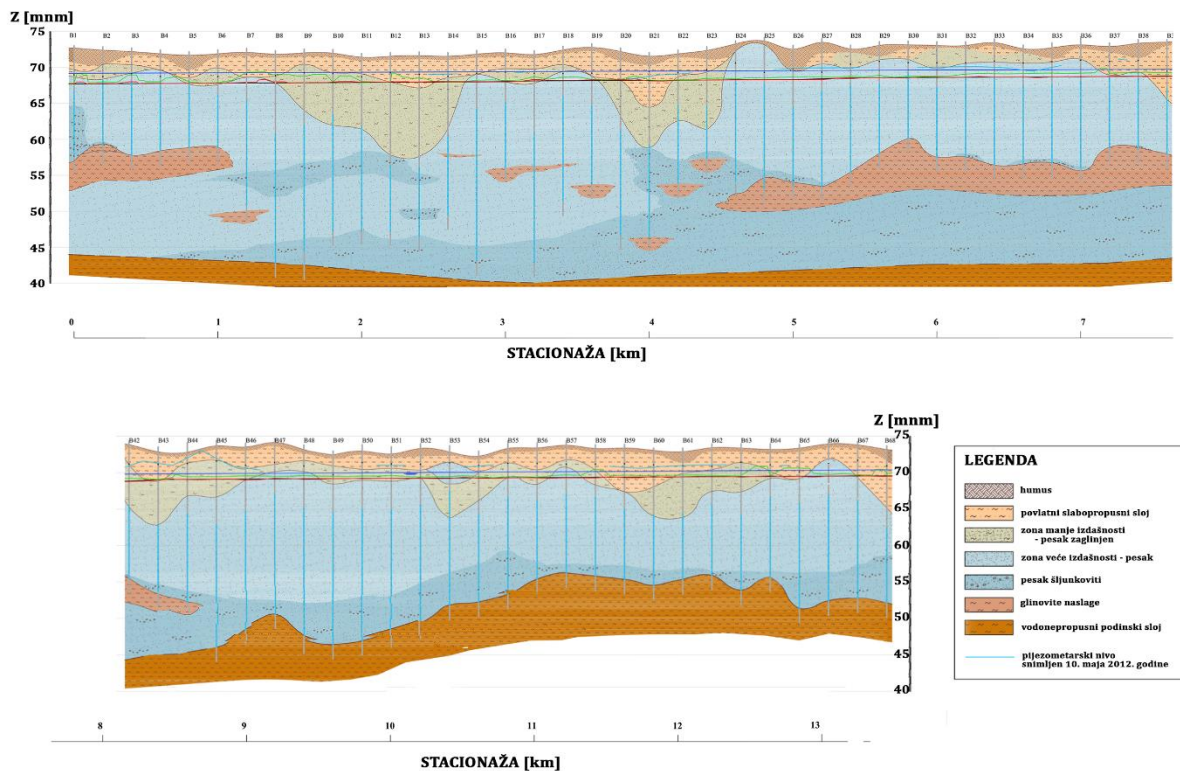 Z [mnm]
75
B1 B2 B3 B4 B5 B6 B7 B8 B9 B10 B11 B12 B13 B14 B15 B16 B17 B18 B19 B20 B21 B22 B23 B24 B25 B26 B27 B28 B29 B30 B31 B32 B33 B34 B35 B36 B37 B38
70
65
60
55
50
45
40
0 1 2 3 4 5 6 7
STACIONAŽA [km]
Z [mnm]
75
B42 B43 B44 B45 B46 B47 B48 B49 B50 B51 B52 B53 B54 B55 B56 B57 B58 B59 B60 B61 B62 B63 B64 B65 B66 B67 B68
70
65
60
55
50
45
40
8 9 10 11 12 13
STACIONAŽA [km]
LEGENDA
humus
povlatni slabopropusni sloj
zona manje izdašnosti
- pesak zaglinjen
zona veće izdašnosti - pesak
pesak šljunkoviti
glinovite naslage
vodonepropusni podinski sloj
pijezometarski nivo
snimljen 10. maja 2012. godine